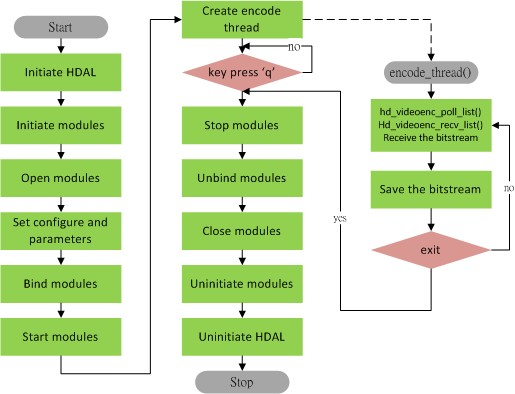 Start
Initiate HDAL
Initiate modules
Open modules
Set configure and
parameters
Bind modules
Start modules
Create encode
thread
no
key press ‘q’
Stop modules
Unbind modules
Close modules
Uninitiate modules
Uninitiate HDAL
Stop
encode_thread()
hd_videoenc_poll_list()
Hd_videoenc_recv_list()
Receive the bitstream
Save the bitstream
no
yes
exit